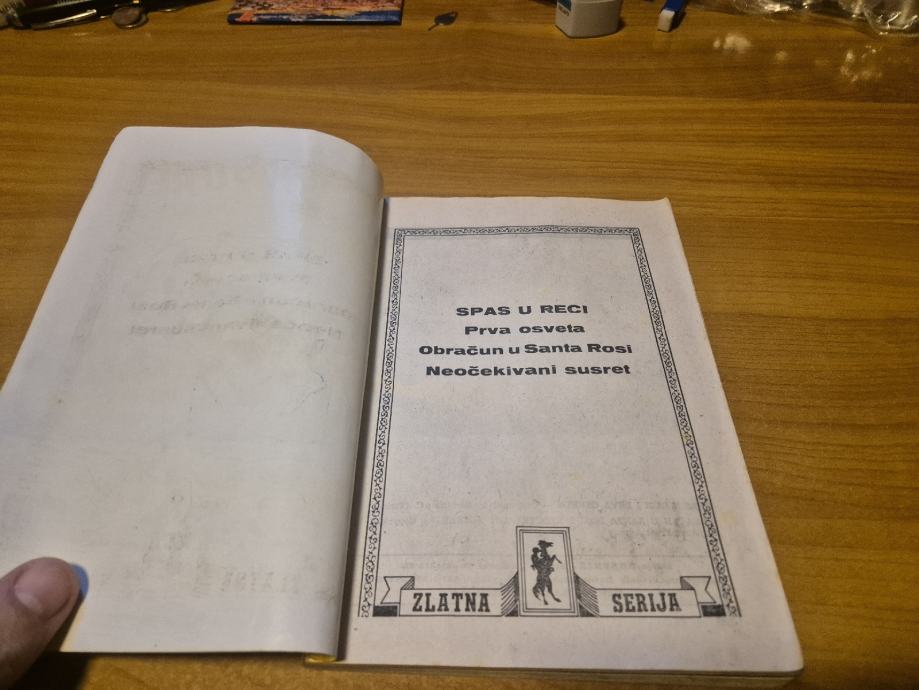 SPAS U RECI
Prva osveta
Obračun u Santa Rosi
Neočekivani susret
ZLATNA SERIJA